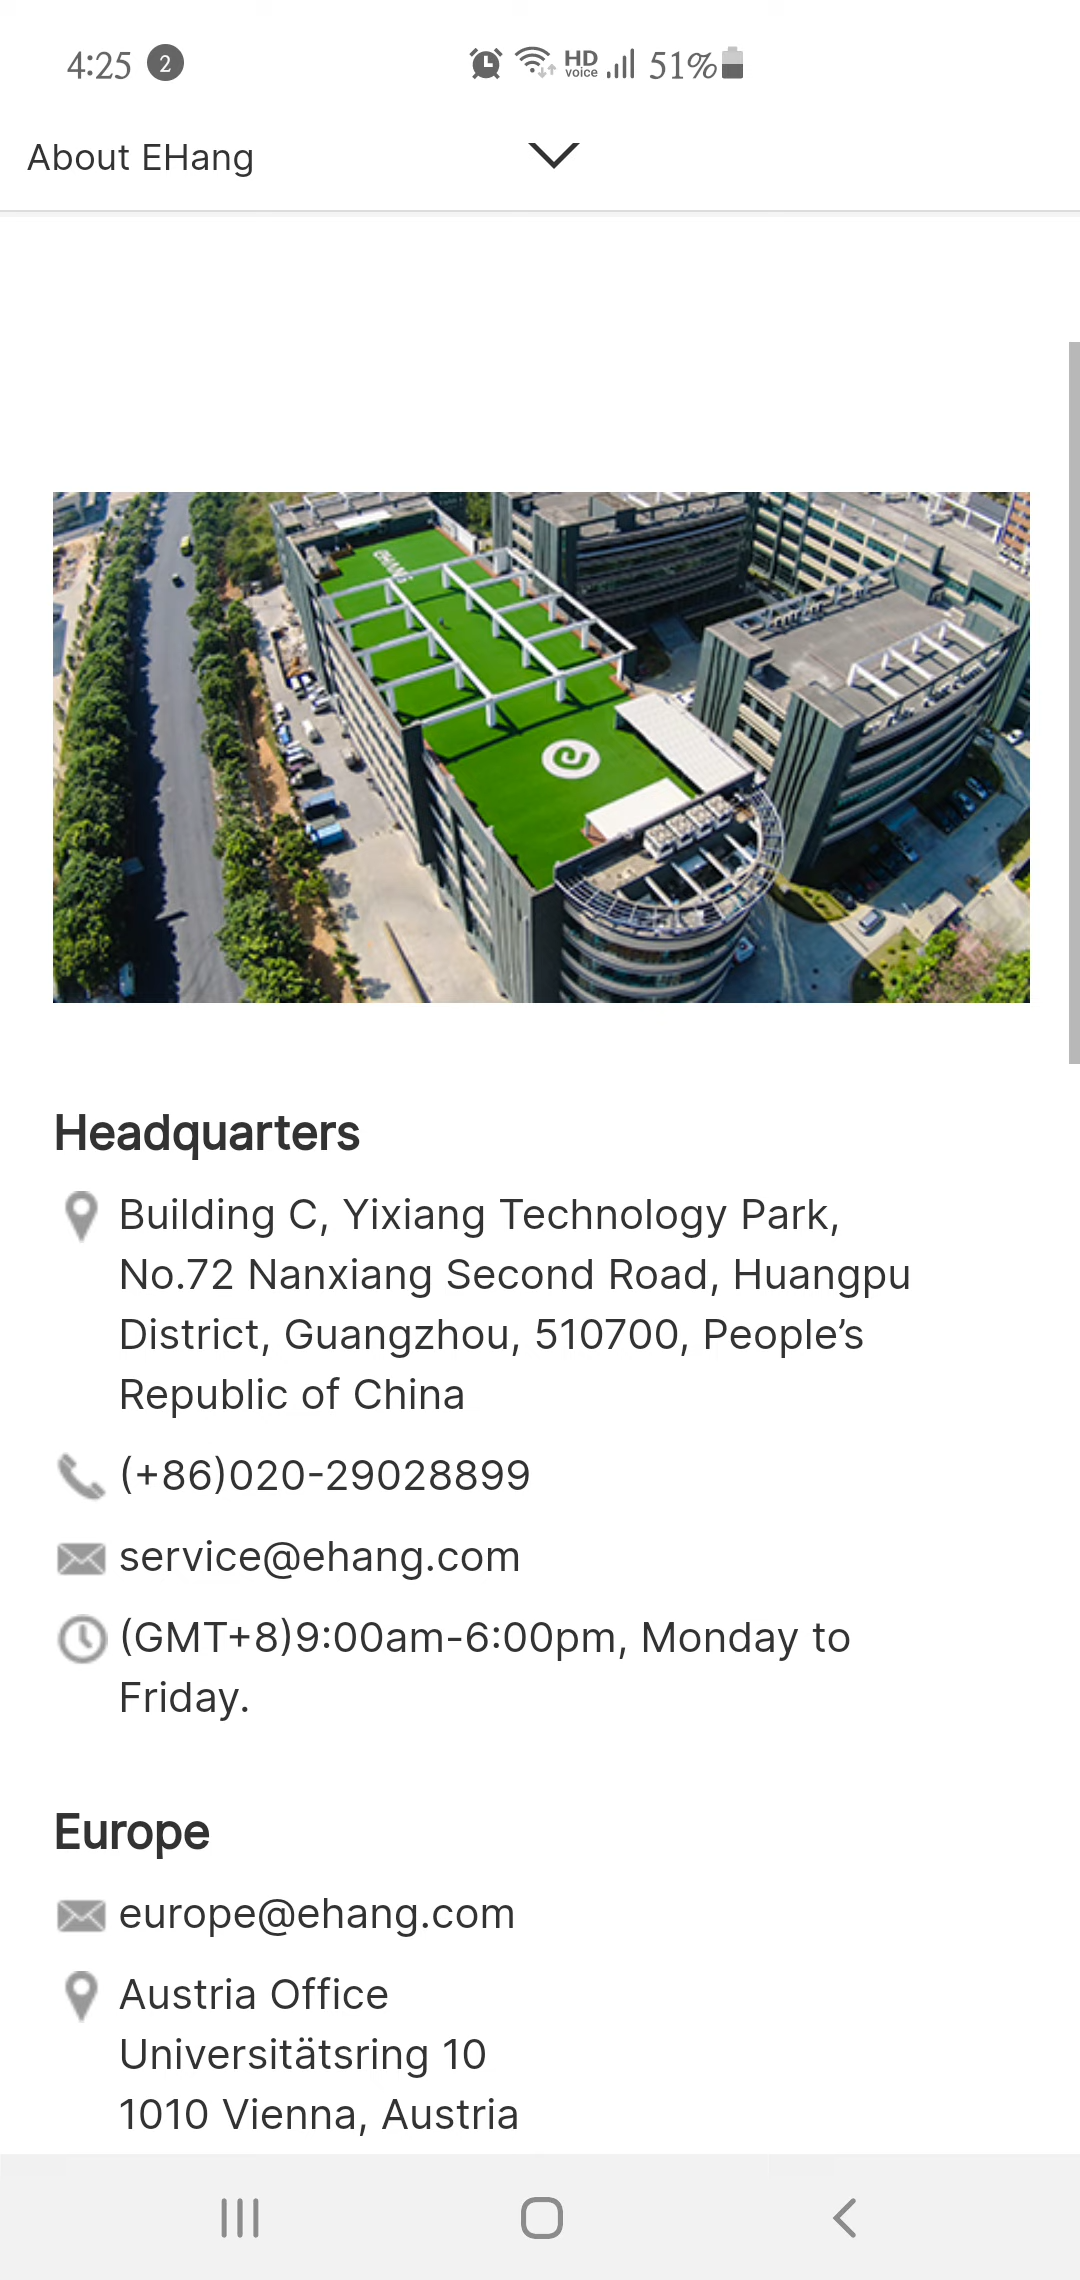 4:25 2 HD voice 51%
About EHang
EHANG
Headquarters
Building C, Yixiang Technology Park,
No.72 Nanxiang Second Road, Huangpu
District, Guangzhou, 510700, People’s
Republic of China
(+86)020-29028899
service@ehang.com
(GMT+8)9:00am-6:00pm, Monday to
Friday.
Europe
europe@ehang.com
Austria Office
Universitätsring 10
1010 Vienna, Austria